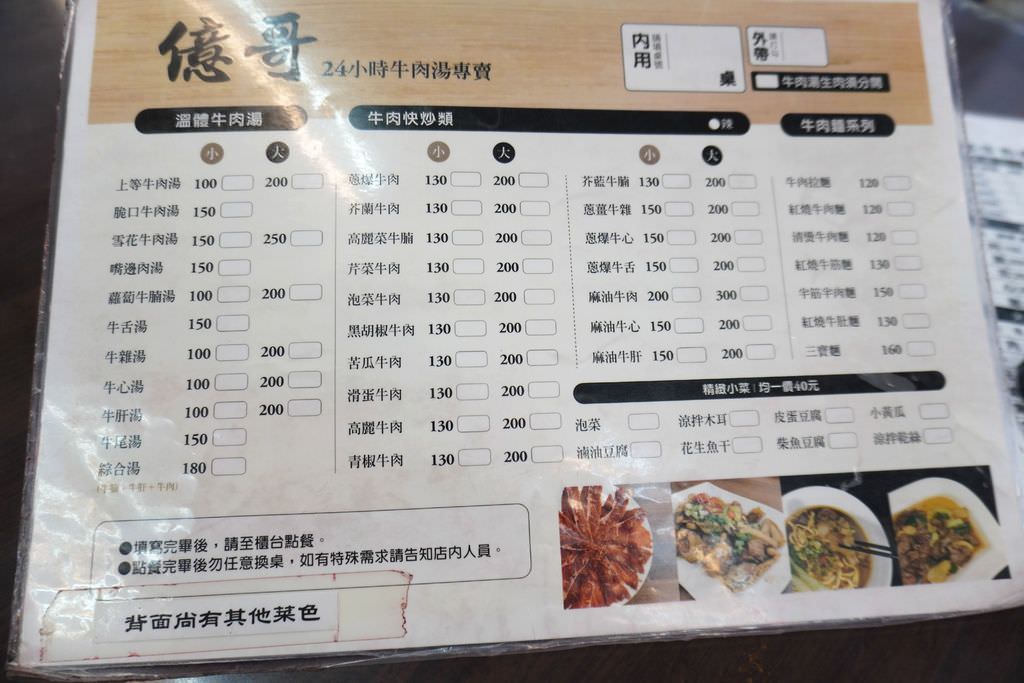 億哥 24小時牛肉湯專賣
內用 請填桌號 桌
外帶 請打勾
牛肉湯生肉湯分開
溫體牛肉湯
小 大
上等牛肉湯 100 200
脆口牛肉湯 150
雪花牛肉湯 150 250
嘴邊肉湯 150
蘿蔔牛腩湯 100 200
牛舌湯 150
牛雜湯 100 200
牛心湯 100 200
牛肝湯 100 200
牛尾湯 150
綜合湯 180
牛肉快炒類 辣
小 大
蔥爆牛肉 130 200
芥蘭牛肉 130 200
高麗菜牛腩 130 200
芹菜牛肉 130 200
泡菜牛肉 130 200
黑胡椒牛肉 130 200
苦瓜牛肉 130 200
滑蛋牛肉 130 200
高麗牛肉 130 200
青椒牛肉 130 200
小 大
芥藍牛腩 130 200
蔥薑牛雜 150 200
蔥爆牛心 150 200
蔥爆牛舌 150 200
麻油牛肉 200 300
麻油牛心 150 200
麻油牛肝 150 200
牛肉麵系列
牛肉拉麵 120
紅燒牛肉麵 120
清燙牛肉麵 120
紅燒牛筋麵 130
半筋半肉麵 150
紅燒牛肚麵 130
三寶麵 160
精緻小菜 | 均一價40元
泡菜 涼拌木耳 皮蛋豆腐 小黃瓜
滷油豆腐 花生魚干 柴魚豆腐 涼拌乾絲
●填寫完畢後，請至櫃台點餐。
●點餐完畢後勿任意換桌，如有特殊需求請告知店內人員。
背面尚有其他菜色